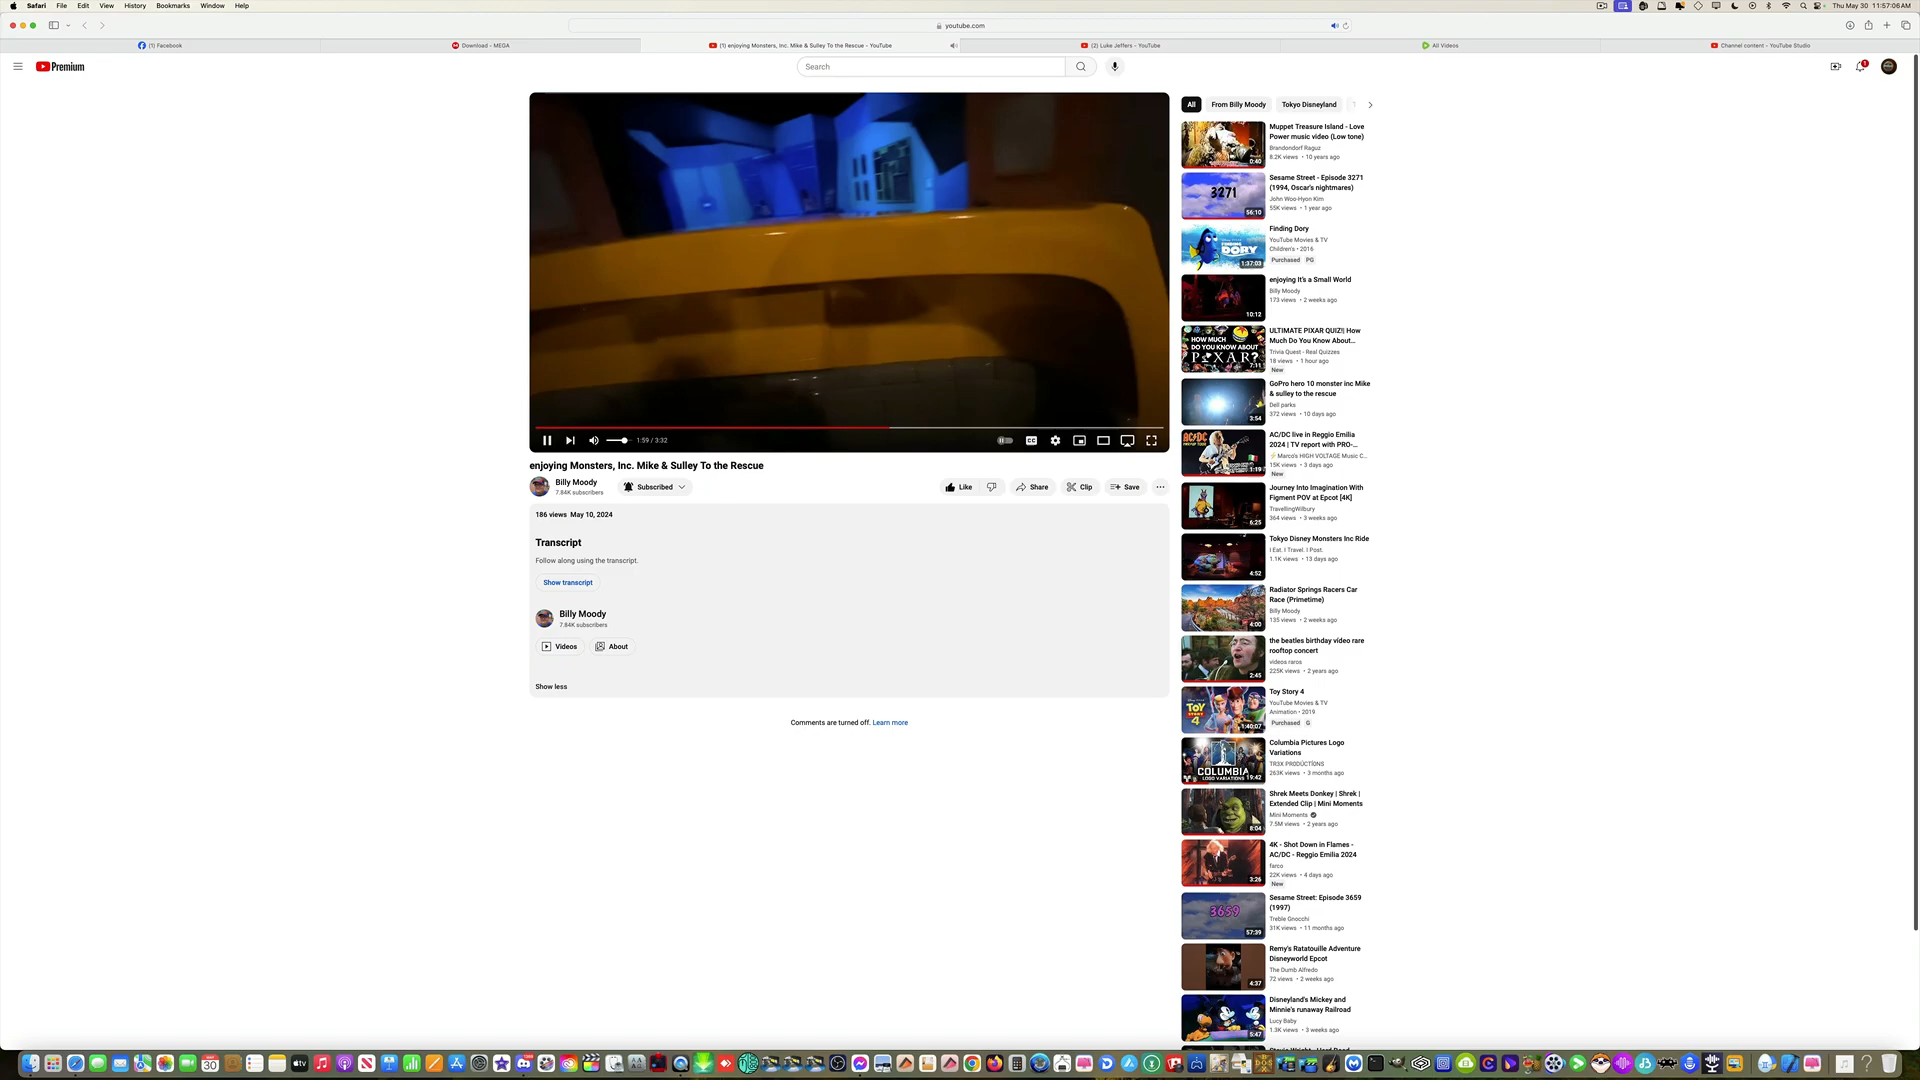 Safari File Edit View History Bookmarks Window Help
Thu May 30 11:57:06 AM
youtube.com
(1) Facebook
Download - MEGA
(1) enjoying Monsters, Inc. Mike & Sulley To the Rescue - YouTube
(2) Luke Jeffers - YouTube
All Videos
Channel content - YouTube Studio
Premium
Search
1
1:59 / 3:32
enjoying Monsters, Inc. Mike & Sulley To the Rescue
Billy Moody
7.84K subscribers
Subscribed
Like
Share
Clip
Save
186 views May 10, 2024
Transcript
Follow along using the transcript.
Show transcript
Billy Moody
7.84K subscribers
Videos
About
Show less
Comments are turned off. Learn more
All
From Billy Moody
Tokyo Disneyland
0:40
Muppet Treasure Island - Love
Power music video (Low tone)
Brandondorf Raguz
8.2K views • 10 years ago
3271
56:10
Sesame Street - Episode 3271
(1994, Oscar's nightmares)
John Woo-Hyon Kim
55K views • 1 year ago
FINDING
DORY
1:37:03
Finding Dory
YouTube Movies & TV
Children's • 2016
Purchased PG
10:12
enjoying It's a Small World
Billy Moody
173 views • 2 weeks ago
HOW MUCH
DO YOU KNOW ABOUT
PIXAR?
7:11
ULTIMATE PIXAR QUIZ!| How
Much Do You Know About...
Trivia Quest - Real Quizzes
18 views • 1 hour ago
New
3:54
GoPro hero 10 monster inc Mike
& sulley to the rescue
Dell parks
372 views • 10 days ago
AC/DC
1:19
AC/DC live in Reggio Emilia
2024 | TV report with PRO-...
⚡Marco's HIGH VOLTAGE Music C...
15K views • 3 days ago
New
6:25
Journey Into Imagination With
Figment POV at Epcot [4K]
TravellingWilbury
364 views • 3 weeks ago
4:52
Tokyo Disney Monsters Inc Ride
I Eat. I Travel. I Post.
1.1K views • 13 days ago
4:00
Radiator Springs Racers Car
Race (Primetime)
Billy Moody
135 views • 2 weeks ago
2:45
the beatles birthday vídeo rare
rooftop concert
videos raros
225K views • 2 years ago
TOY
STORY
4
1:40:07
Toy Story 4
YouTube Movies & TV
Animation • 2019
Purchased G
COLUMBIA
LOGO VARIATIONS
19:42
Columbia Pictures Logo
Variations
TR3X PRODUCTIONS
263K views • 3 months ago
8:04
Shrek Meets Donkey | Shrek |
Extended Clip | Mini Moments
Mini Moments
7.5M views • 2 years ago
3:26
4K - Shot Down in Flames -
AC/DC - Reggio Emilia 2024
farco
22K views • 4 days ago
New
3659
57:39
Sesame Street: Episode 3659
(1997)
Treble Gnocchi
31K views • 11 months ago
4:37
Remy's Ratatouille Adventure
Disneyworld Epcot
The Dumb Alfredo
72 views • 2 weeks ago
5:47
Disneyland's Mickey and
Minnie's runaway Railroad
Lucy Baby
1.3K views • 3 weeks ago
30